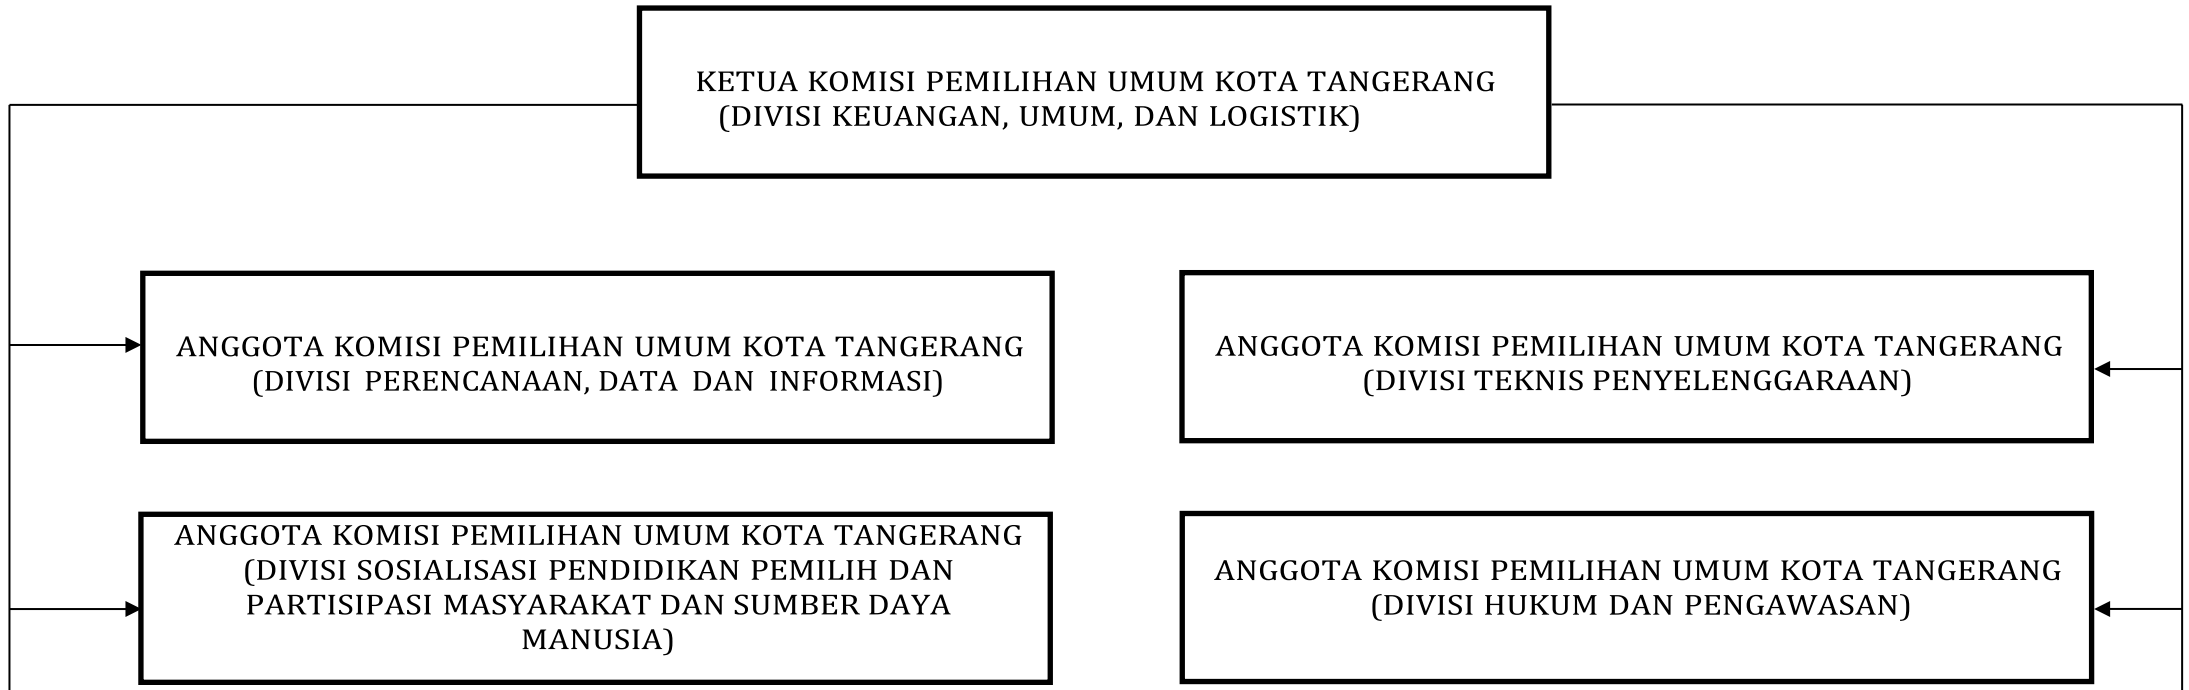 KETUA KOMISI PEMILIHAN UMUM KOTA TANGERANG
(DIVISI KEUANGAN, UMUM, DAN LOGISTIK)
ANGGOTA KOMISI PEMILIHAN UMUM KOTA TANGERANG
(DIVISI PERENCANAAN, DATA DAN INFORMASI)
ANGGOTA KOMISI PEMILIHAN UMUM KOTA TANGERANG
(DIVISI TEKNIS PENYELENGGARAAN)
ANGGOTA KOMISI PEMILIHAN UMUM KOTA TANGERANG
(DIVISI SOSIALISASI PENDIDIKAN PEMILIH DAN
PARTISIPASI MASYARAKAT DAN SUMBER DAYA
MANUSIA)
ANGGOTA KOMISI PEMILIHAN UMUM KOTA TANGERANG
(DIVISI HUKUM DAN PENGAWASAN)